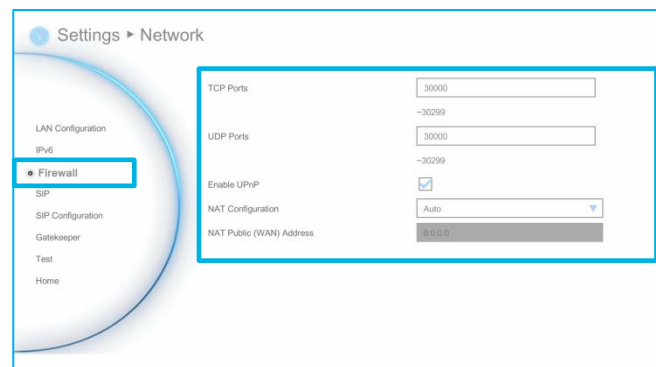 Settings ▸ Network
LAN Configuration
IPv6
Firewall
SIP
SIP Configuration
Gatekeeper
Test
Home
TCP Ports 30000
~30299
UDP Ports 30000
~30299
Enable UPnP
NAT Configuration Auto
NAT Public (WAN) Address 0.0.0.0